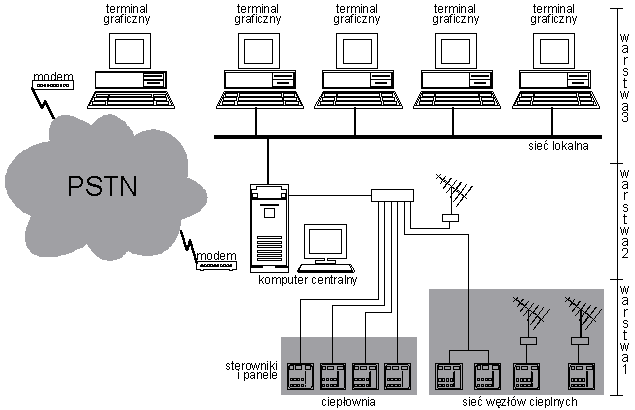 terminal
graficzny
terminal
graficzny
terminal
graficzny
terminal
graficzny
terminal
graficzny
modem
warstwa3
sieć lokalna
PSTN
warstwa2
modem
komputer centralny
warstwa1
sterowniki
i panele
ciepłownia
sieć węzłów cieplnych